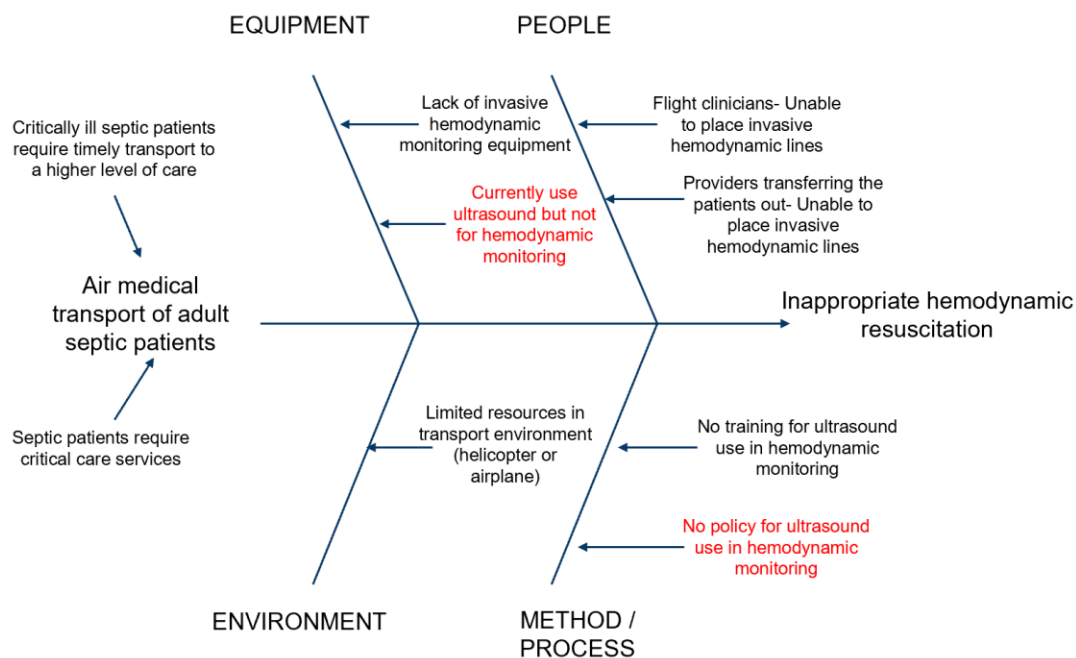 EQUIPMENT
PEOPLE
Critically ill septic patients
require timely transport to
a higher level of care
Lack of invasive
hemodynamic
monitoring equipment
Flight clinicians- Unable
to place invasive
hemodynamic lines
Currently use
ultrasound but not
for hemodynamic
monitoring
Providers transferring the
patients out- Unable to
place invasive
hemodynamic lines
Air medical
transport of adult
septic patients
Inappropriate hemodynamic
resuscitation
Septic patients require
critical care services
Limited resources in
transport environment
(helicopter or
airplane)
No training for ultrasound
use in hemodynamic
monitoring
No policy for ultrasound
use in hemodynamic
monitoring
ENVIRONMENT
METHOD /
PROCESS